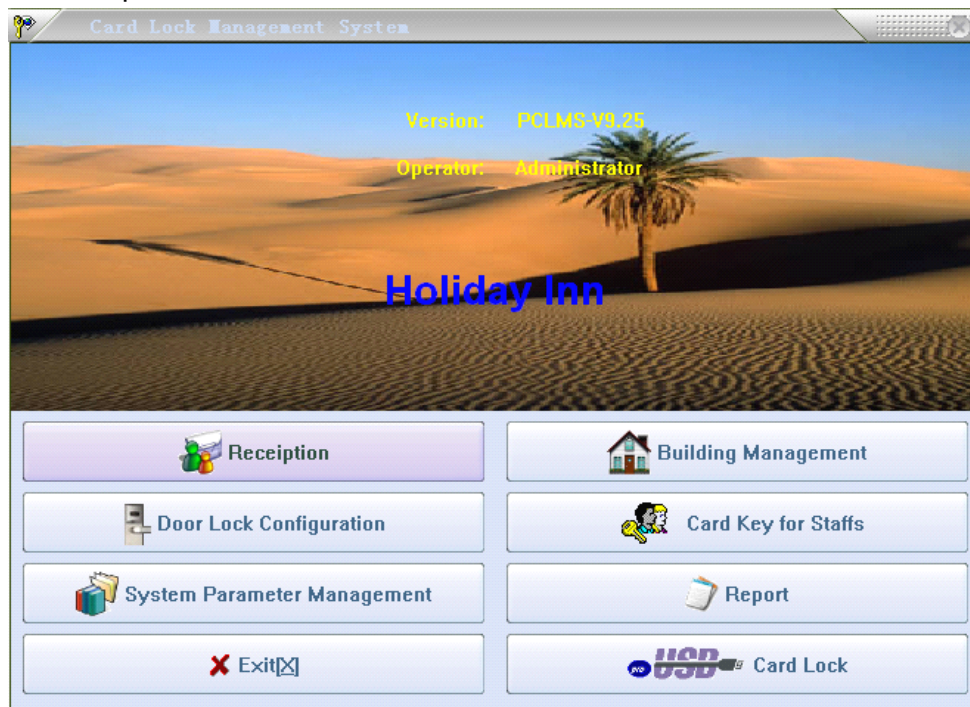 Card Lock Management System
Version: PCLMS-V9.25
Operator: Administrator
Holiday Inn
Receiption
Building Management
Door Lock Configuration
Card Key for Staffs
System Parameter Management
Report
Exit[X]
pro USB Card Lock